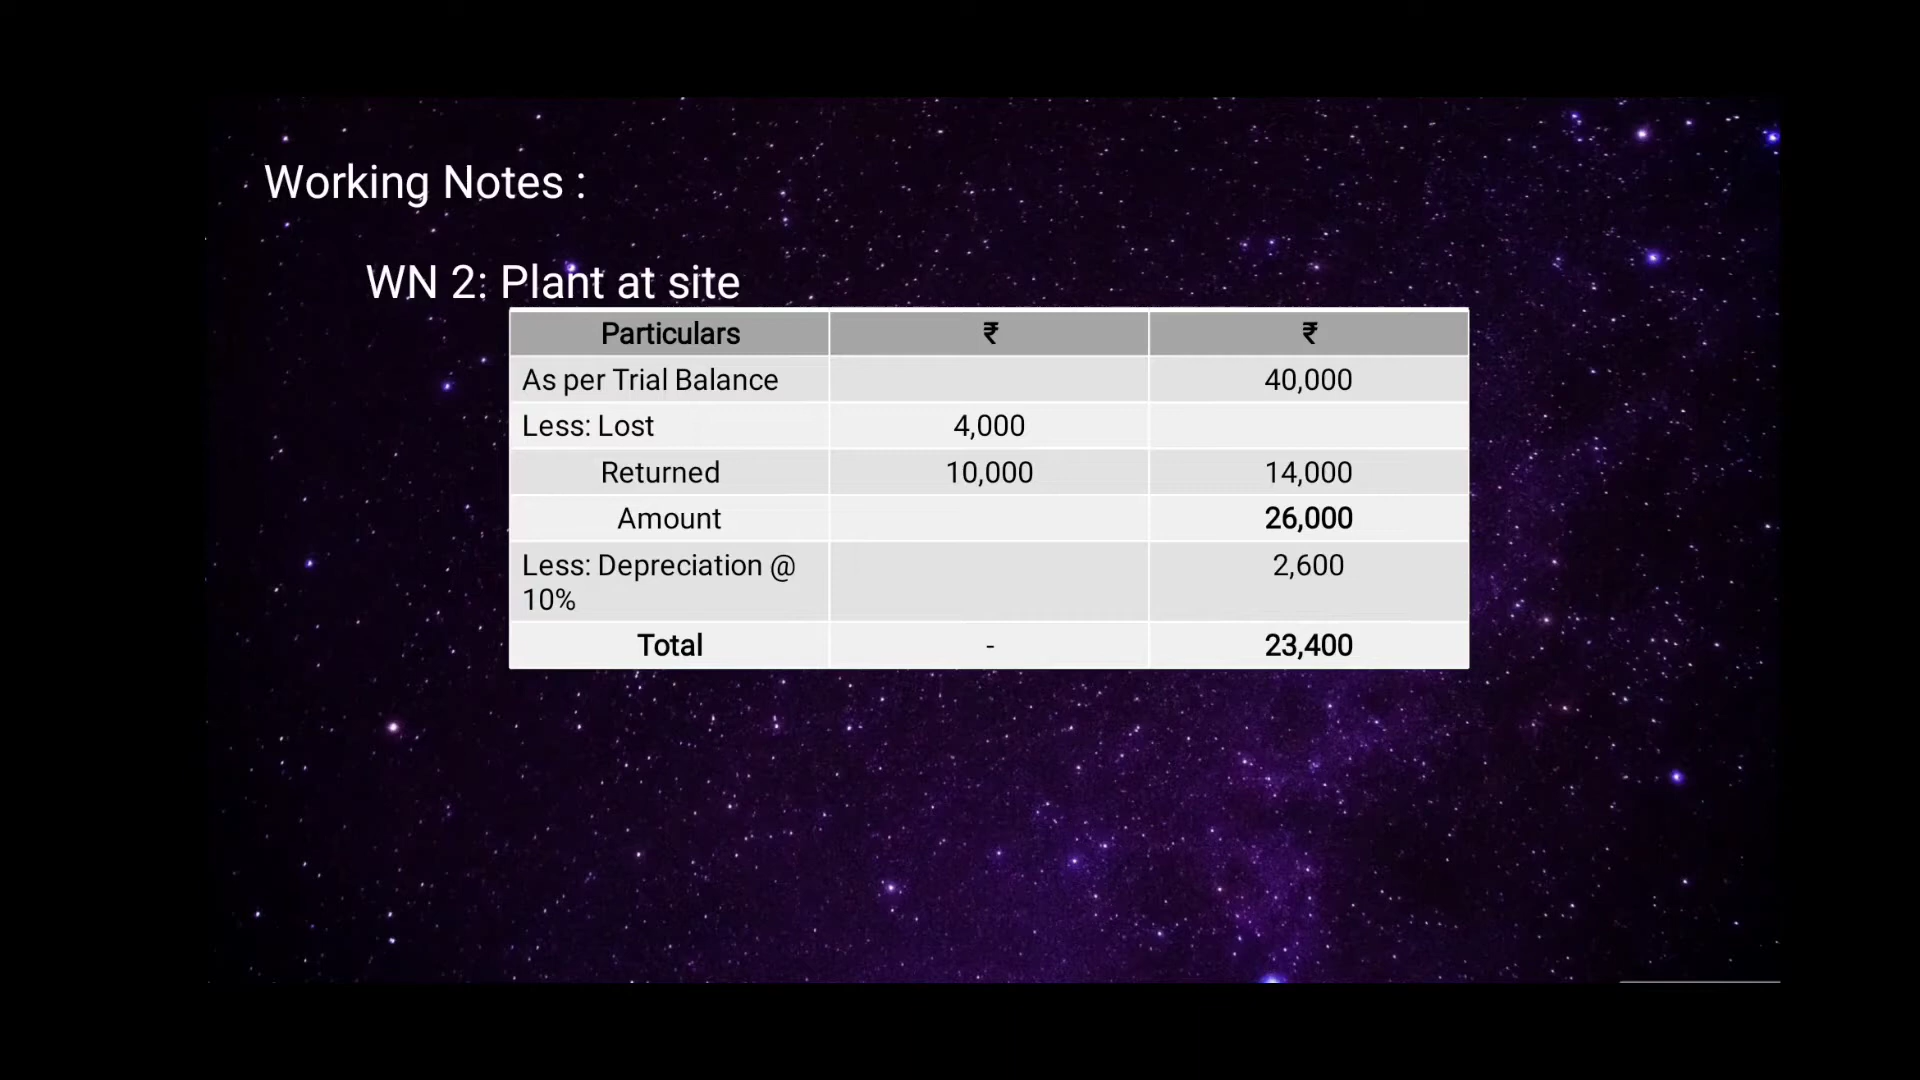 Working Notes :
WN 2: Plant at site
Particulars ₹ ₹
As per Trial Balance 40,000
Less: Lost 4,000
Returned 10,000 14,000
Amount 26,000
Less: Depreciation @ 2,600
10%
Total - 23,400